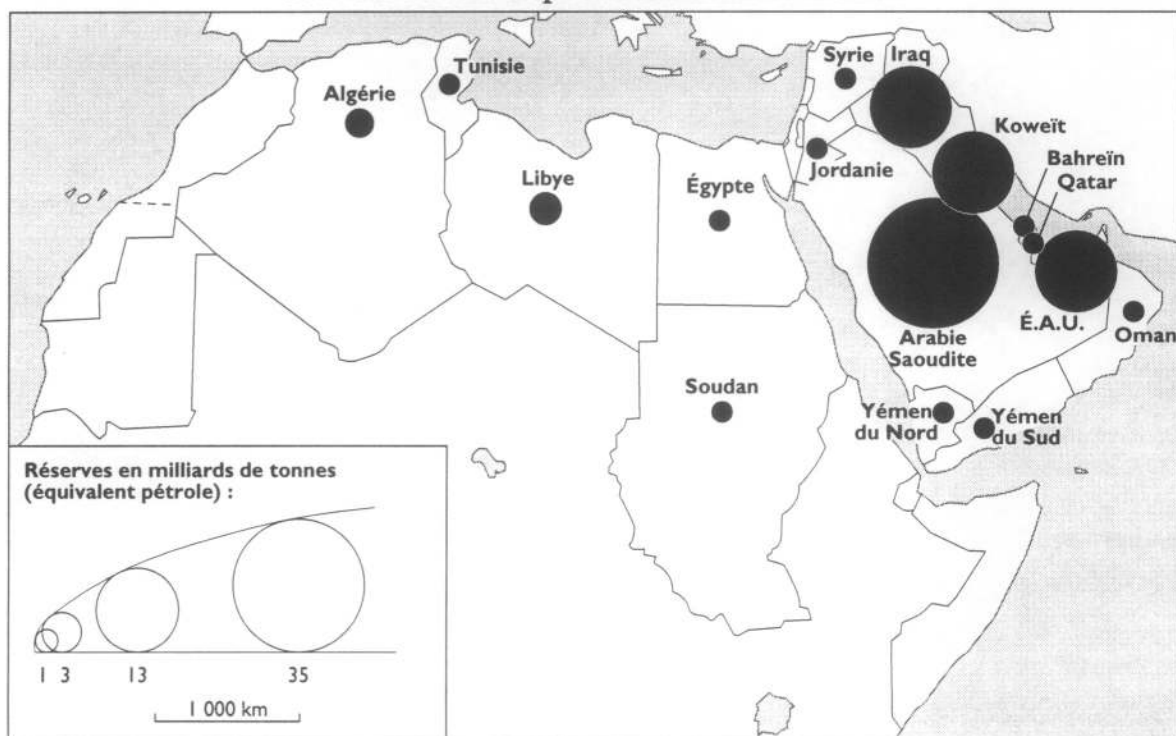 Tunisie
Algérie
Libye
Égypte
Soudan
Syrie
Iraq
Jordanie
Koweït
Bahreïn
Qatar
Arabie
Saoudite
É.A.U.
Oman
Yémen
du Nord
Yémen
du Sud
Réserves en milliards de tonnes
(équivalent pétrole) :
1 3 13 35
1 000 km